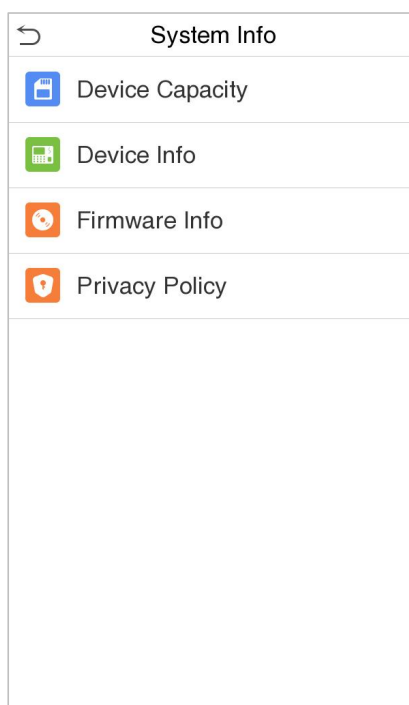 System Info
Device Capacity
Device Info
Firmware Info
Privacy Policy